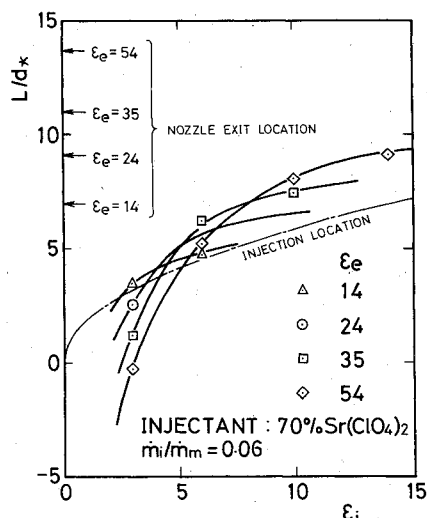 L/d*
15
10
5
0
-5
εe = 54
εe = 35
εe = 24
εe = 14
NOZZLE EXIT LOCATION
INJECTION LOCATION
εe
14
24
35
54
INJECTANT : 70%Sr(ClO4)2
ṁi/ṁm = 0.06
0
5
10
15
εi